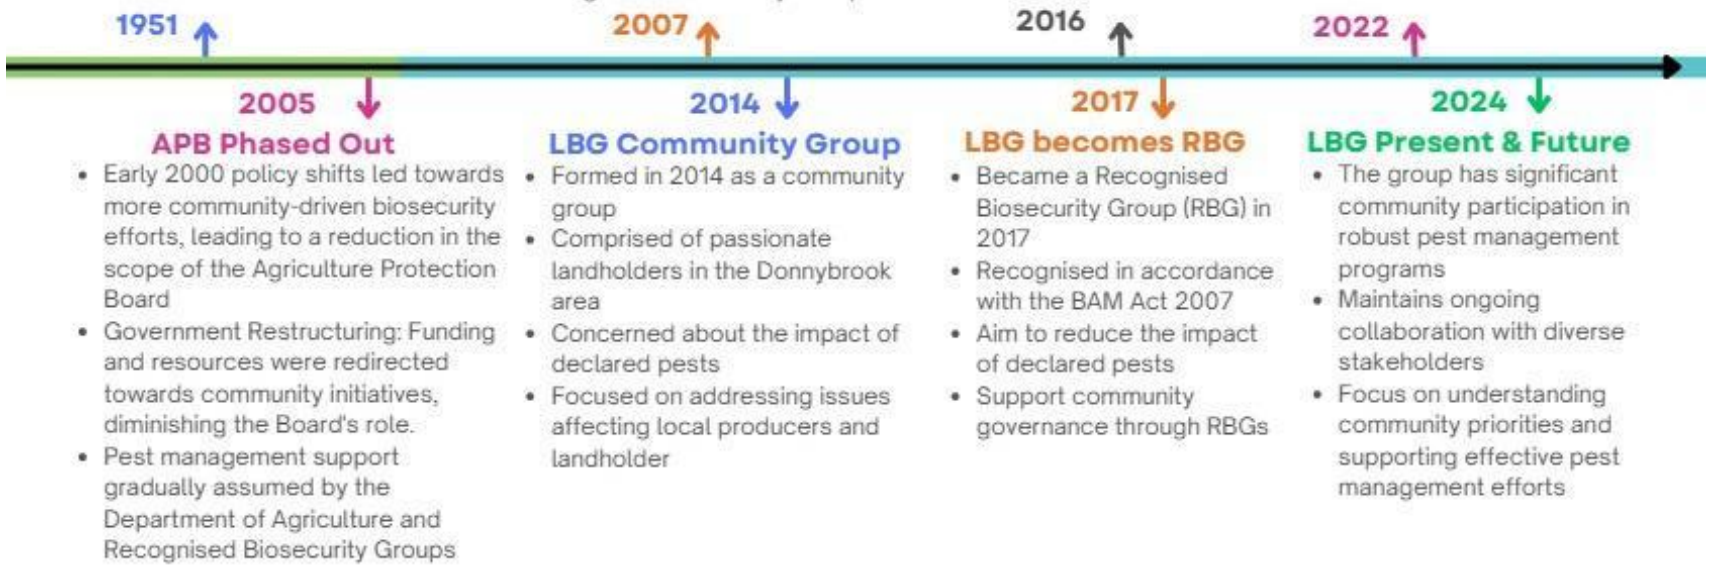 1951
2007
2016
2022
2005
APB Phased Out
• Early 2000 policy shifts led towards
more community-driven biosecurity
efforts, leading to a reduction in the
scope of the Agriculture Protection
Board
• Government Restructuring: Funding
and resources were redirected
towards community initiatives,
diminishing the Board's role.
• Pest management support
gradually assumed by the
Department of Agriculture and
Recognised Biosecurity Groups
2014
LBG Community Group
• Formed in 2014 as a community
group
• Comprised of passionate
landholders in the Donnybrook
area
• Concerned about the impact of
declared pests
• Focused on addressing issues
affecting local producers and
landholder
2017
LBG becomes RBG
• Became a Recognised
Biosecurity Group (RBG) in
2017
• Recognised in accordance
with the BAM Act 2007
• Aim to reduce the impact
of declared pests
• Support community
governance through RBGs
2024
LBG Present & Future
• The group has significant
community participation in
robust pest management
programs
• Maintains ongoing
collaboration with diverse
stakeholders
• Focus on understanding
community priorities and
supporting effective pest
management efforts